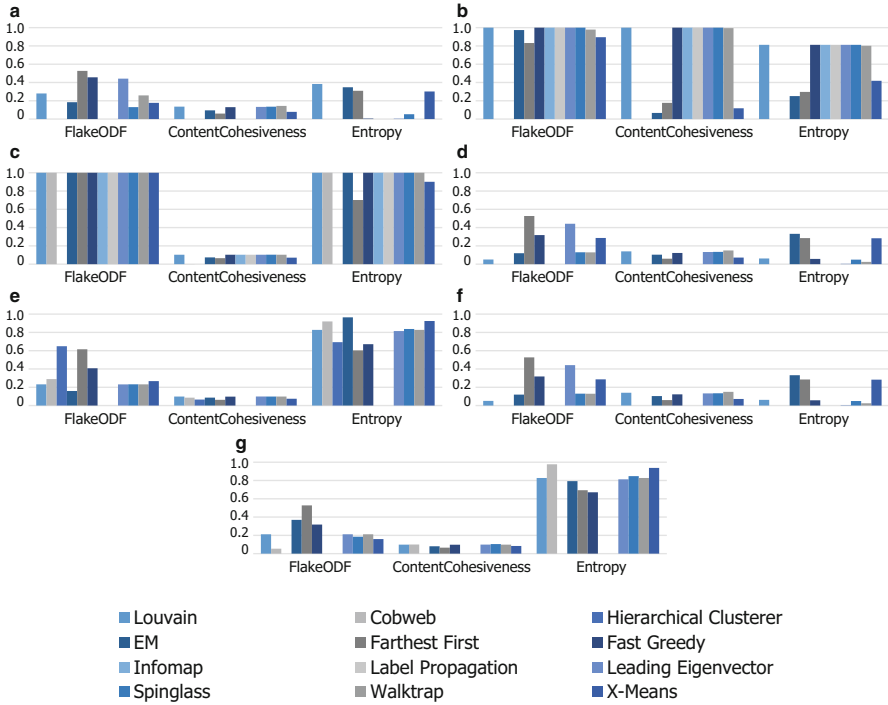 a
1.0
0.8
0.6
0.4
0.2
0
FlakeODF ContentCohesiveness Entropy
b
1.0
0.8
0.6
0.4
0.2
0
FlakeODF ContentCohesiveness Entropy
c
1.0
0.8
0.6
0.4
0.2
0
FlakeODF ContentCohesiveness Entropy
d
1.0
0.8
0.6
0.4
0.2
0
FlakeODF ContentCohesiveness Entropy
e
1.0
0.8
0.6
0.4
0.2
0
FlakeODF ContentCohesiveness Entropy
f
1.0
0.8
0.6
0.4
0.2
0
FlakeODF ContentCohesiveness Entropy
g
1.0
0.8
0.6
0.4
0.2
0
FlakeODF ContentCohesiveness Entropy
Louvain Cobweb Hierarchical Clusterer
EM Farthest First Fast Greedy
Infomap Label Propagation Leading Eigenvector
Spinglass Walktrap X-Means